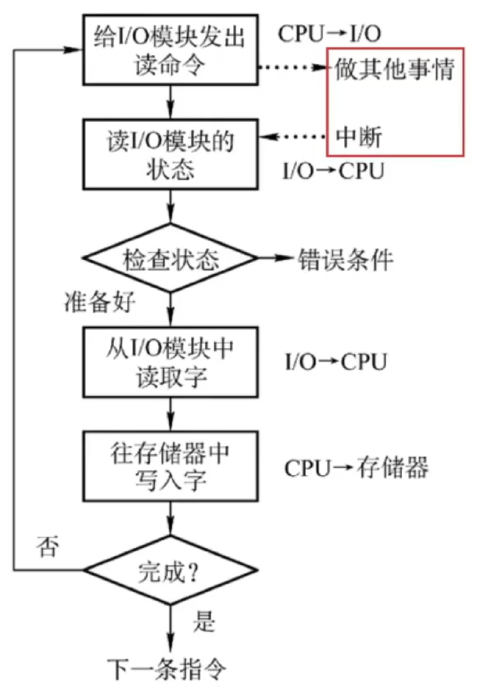 给I/O模块发出
读命令
CPU→I/O
做其他事情
读I/O模块的
状态
中断
I/O→CPU
检查状态
错误条件
准备好
从I/O模块中
读取字
I/O→CPU
往存储器中
写入字
CPU→存储器
否
完成?
是
下一条指令